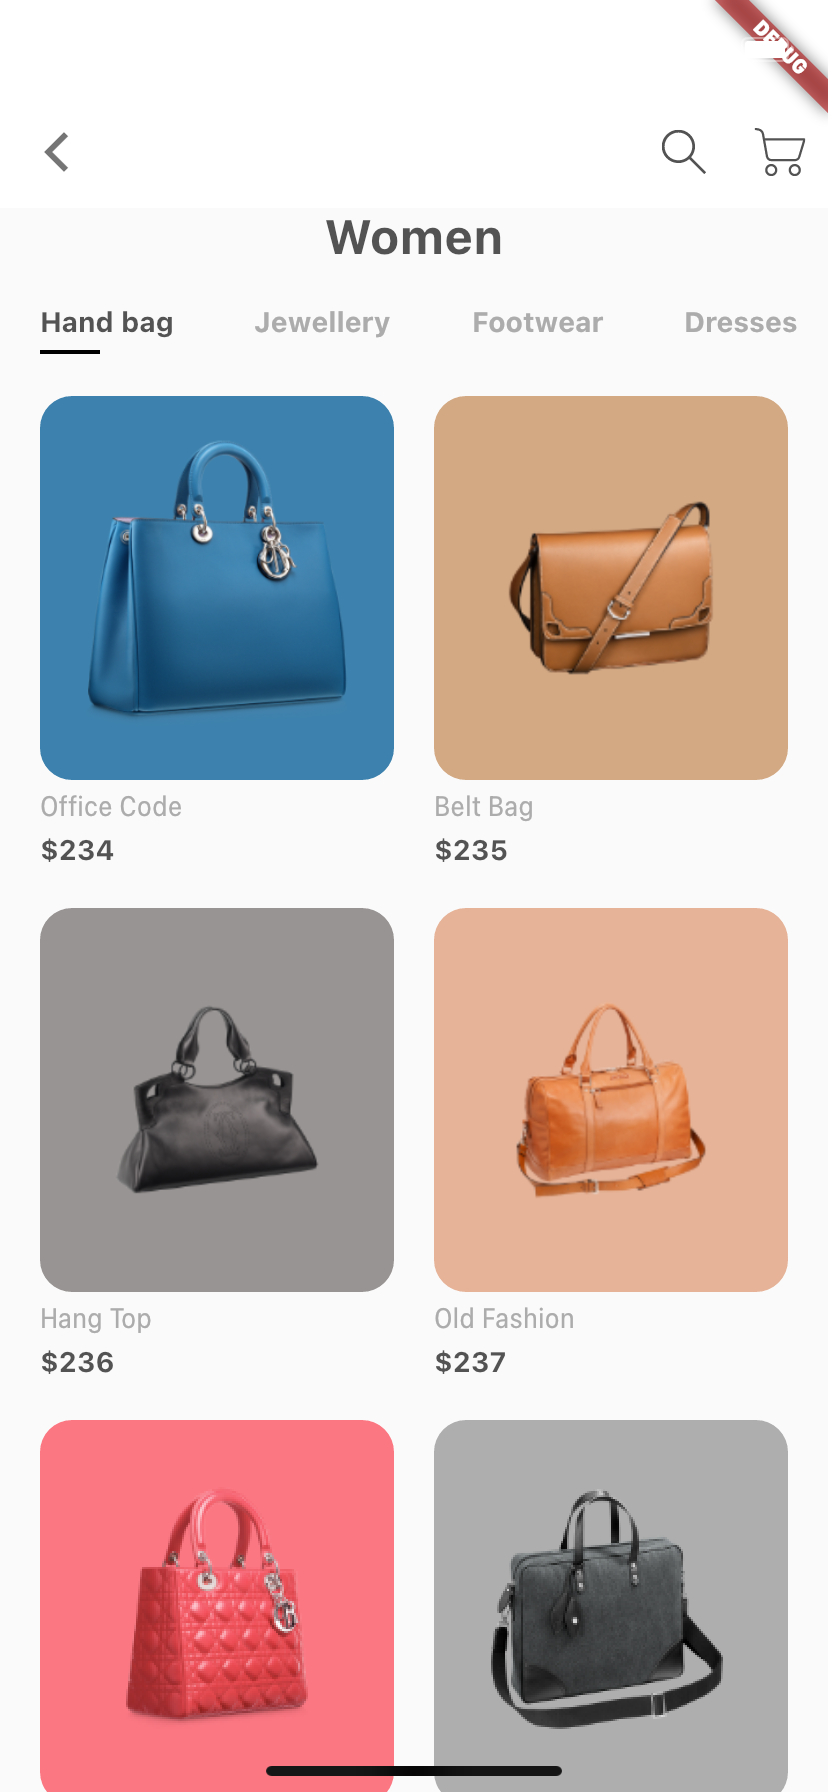 DEBUG
Women
Hand bag Jewellery Footwear Dresses
Office Code Belt Bag
$234 $235
Hang Top Old Fashion
$236 $237